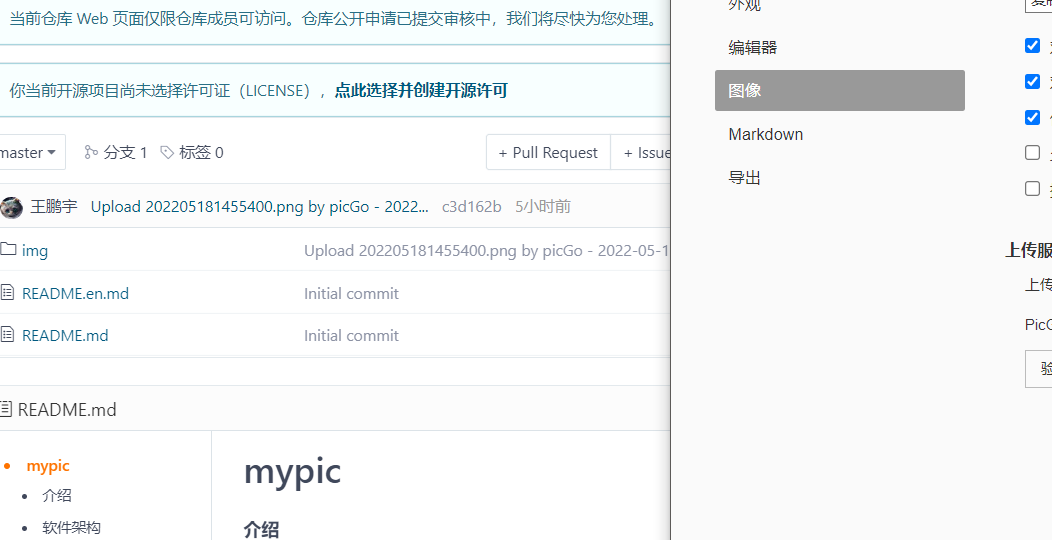 当前仓库 Web 页面仅限仓库成员可访问。仓库公开申请已提交审核中，我们将尽快为您处理。
你当前开源项目尚未选择许可证（LICENSE），点此选择并创建开源许可
master 分支 1 标签 0 + Pull Request + Issue
王鹏宇 Upload 202205181455400.png by picGo - 2022... c3d162b 5小时前
img Upload 202205181455400.png by picGo - 2022-05-1
README.en.md Initial commit
README.md Initial commit
README.md
mypic
介绍
软件架构
mypic
介绍
外观
编辑器
图像
Markdown
导出
上传服
上传
PicG
验